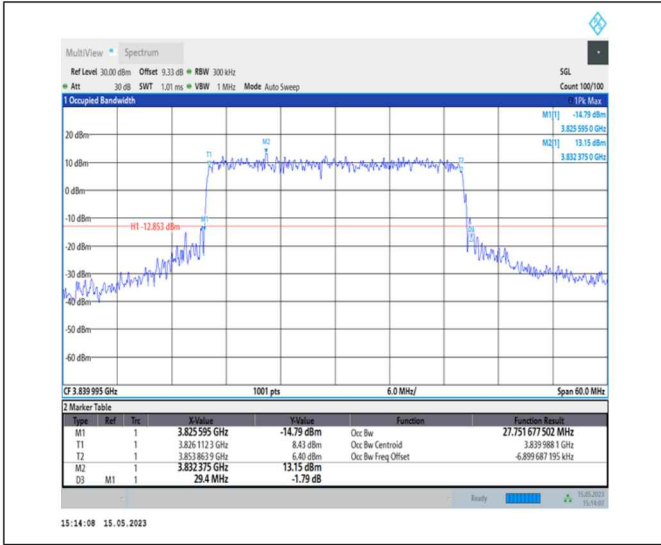 MultiView Spectrum
Ref Level 30.00 dBm Offset 9.33 dB RBW 300 kHz SGL
Att 30 dB SWT 1.01 ms VBW 1 MHz Mode Auto Sweep Count 100/100
1 Occupied Bandwidth 1Pk Max
M1[1] -14.79 dBm
3.825 595 0 GHz
M2[1] 13.15 dBm
3.832 375 0 GHz
20 dBm
M2
T1
10 dBm
0 dBm
-10 dBm
H1 -12.853 dBm
M1
-20 dBm
-30 dBm
-40 dBm
-50 dBm
-60 dBm
CF 3.839 995 GHz 1001 pts 6.0 MHz/ Span 60.0 MHz
2 Marker Table
Type Ref Trc X-Value Y-Value Function Function Result
M1 1 3.825 595 GHz -14.79 dBm Occ Bw 27.751 677 502 MHz
T1 1 3.826 112 3 GHz 8.43 dBm Occ Bw Centroid 3.839 988 1 GHz
T2 1 3.853 863 9 GHz 6.40 dBm Occ Bw Freq Offset -6.899 687 195 kHz
M2 1 3.832 375 GHz 13.15 dBm
D3 M1 1 29.4 MHz -1.79 dB
Ready 15.05.2023
15:14:07
15:14:08 15.05.2023